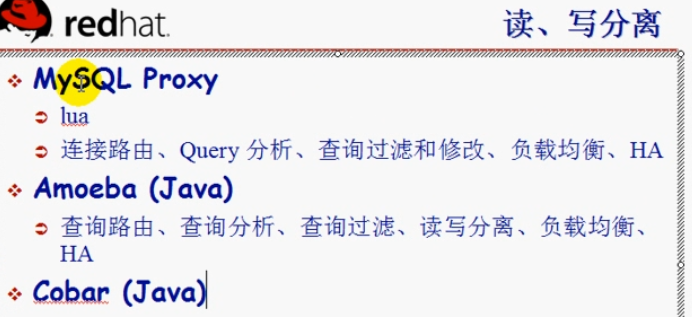 redhat.
读、写分离
MySQL Proxy
lua
连接路由、Query 分析、查询过滤和修改、负载均衡、HA
Amoeba (Java)
查询路由、查询分析、查询过滤、读写分离、负载均衡、
HA
Cobar (Java)